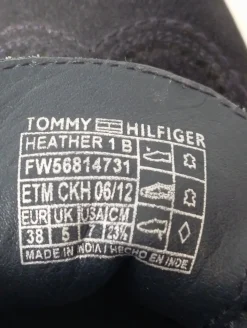 TOMMY HILFIGER
HEATHER 1 B
FW56814731
ETM CKH 06/12
EUR UK USA/CM
38 5 7 23½
MADE IN INDIA / HECHO EN INDE